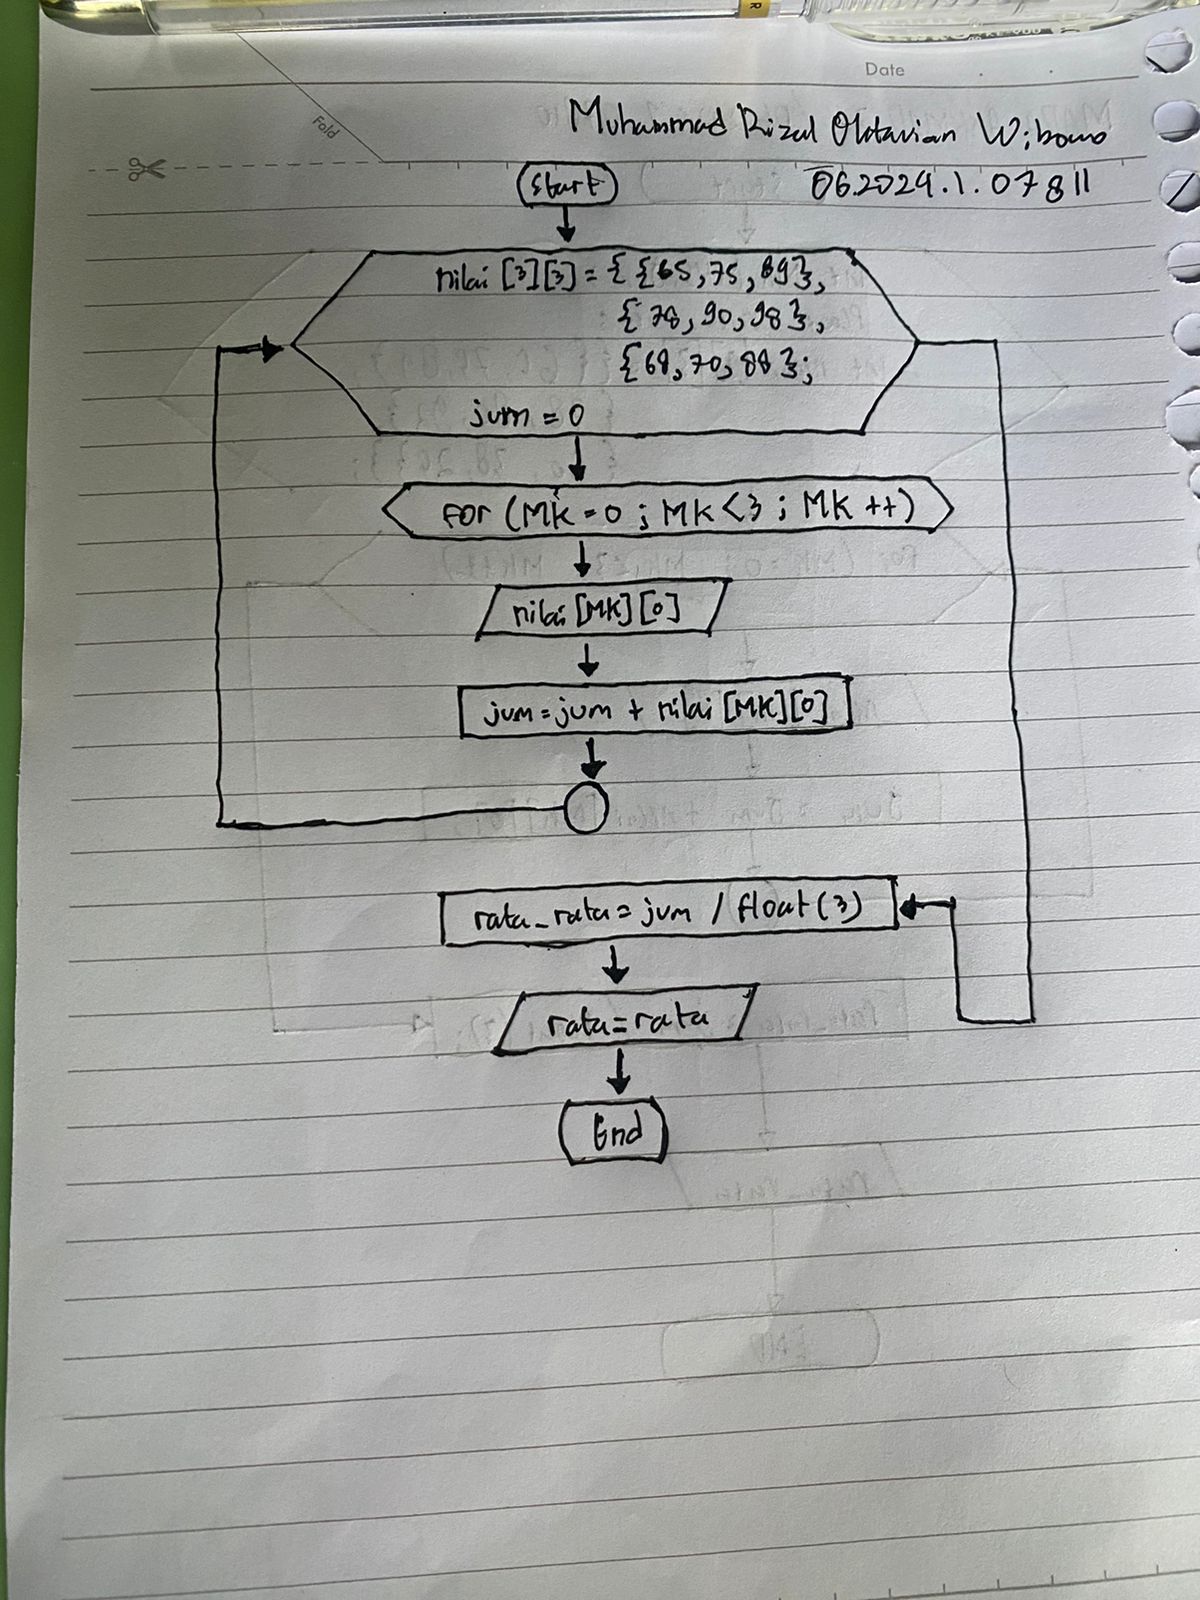 Date
Fold
Muhammad Rizal Oktavian Wibowo
06.2024.1.07811
Start
nilai [3][3] = { {65, 75, 89},
{ 78, 90, 98},
{68, 70, 88};
jum = 0
For (MK = 0 ; MK < 3 ; MK ++)
nilai [MK][0]
jum = jum + nilai [MK][0]
rata_rata = jum / float(3)
rata=rata
End